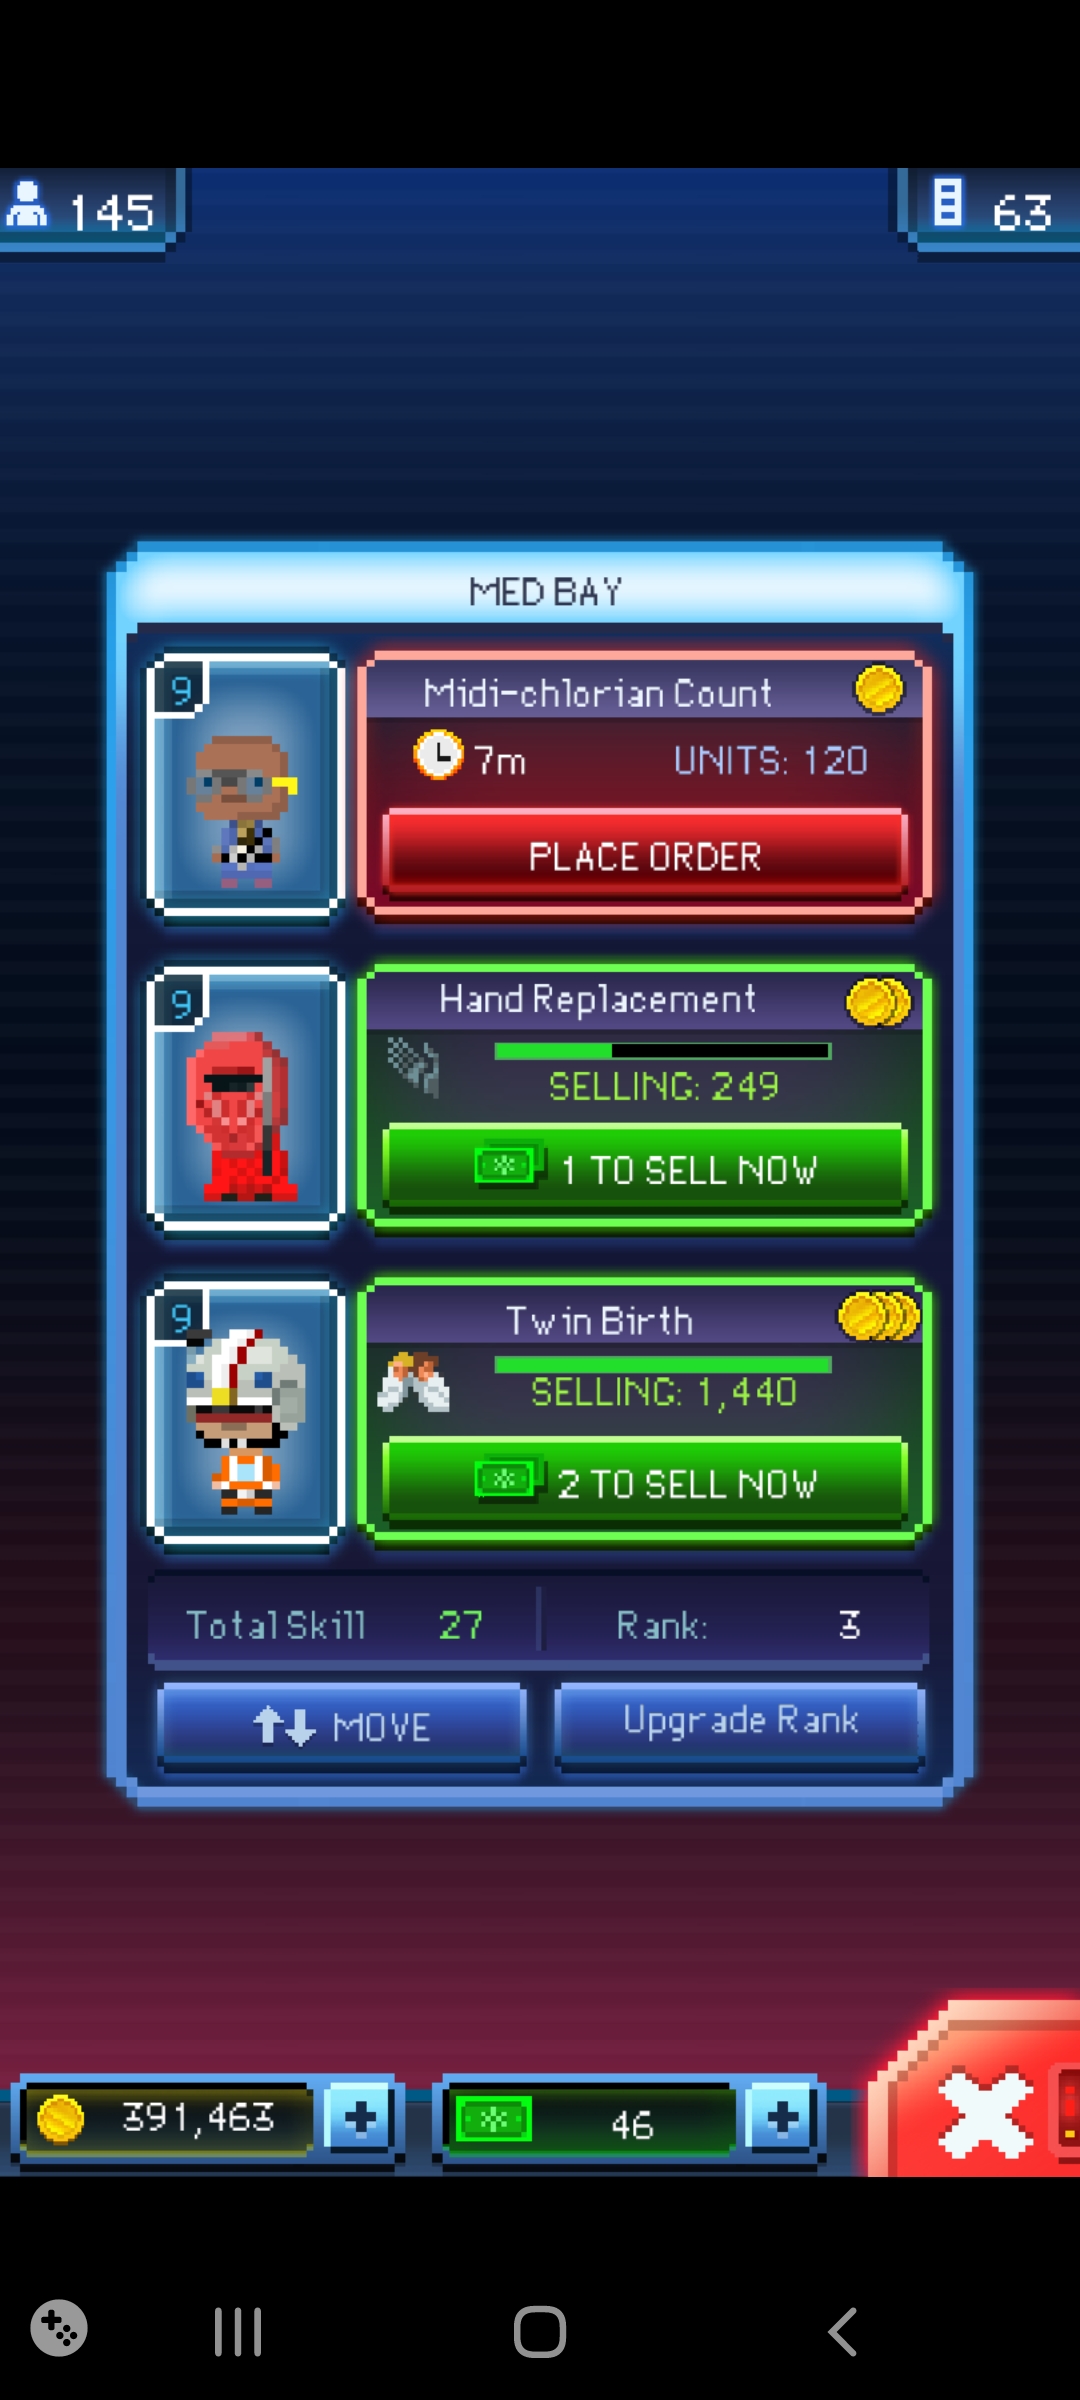 145
63
MED BAY
9
Midi-chlorian Count
7m UNITS: 120
PLACE ORDER
9
Hand Replacement
SELLING: 249
1 TO SELL NOW
9
Twin Birth
SELLING: 1,440
2 TO SELL NOW
Total Skill 27 Rank: 3
MOVE Upgrade Rank
391,463 46